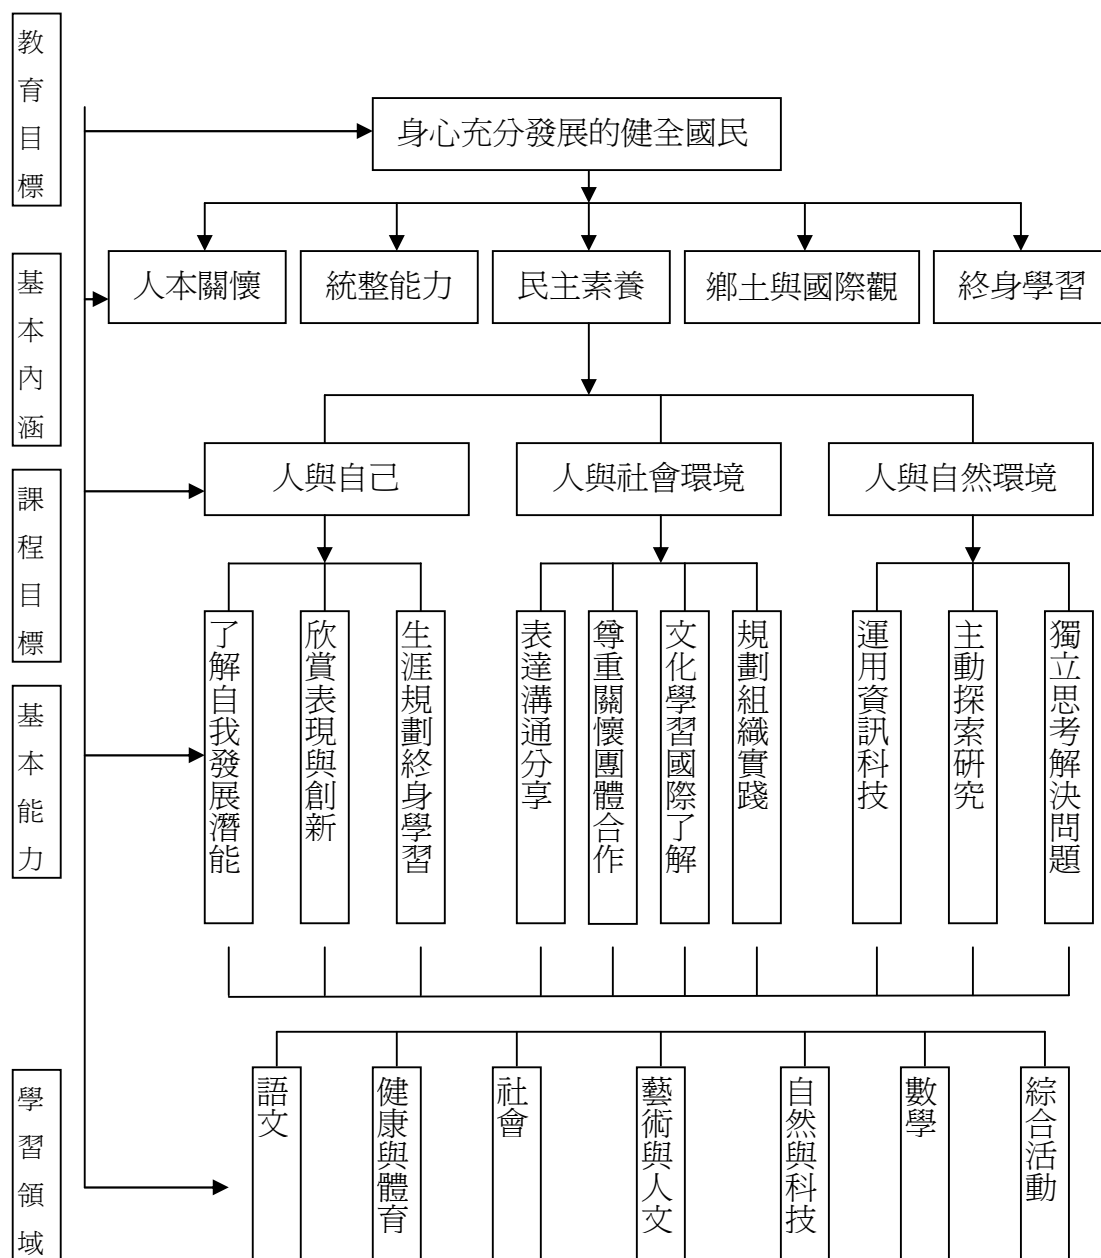 教育目標
身心充分發展的健全國民
基本內涵
人本關懷
統整能力
民主素養
鄉土與國際觀
終身學習
課程目標
人與自己
人與社會環境
人與自然環境
基本能力
了解自我發展潛能
欣賞表現與創新
生涯規劃終身學習
表達溝通分享
尊重關懷團體合作
文化學習國際了解
規劃組織實踐
運用資訊科技
主動探索研究
獨立思考解決問題
學習領域
語文
健康與體育
社會
藝術與人文
自然與科技
數學
綜合活動